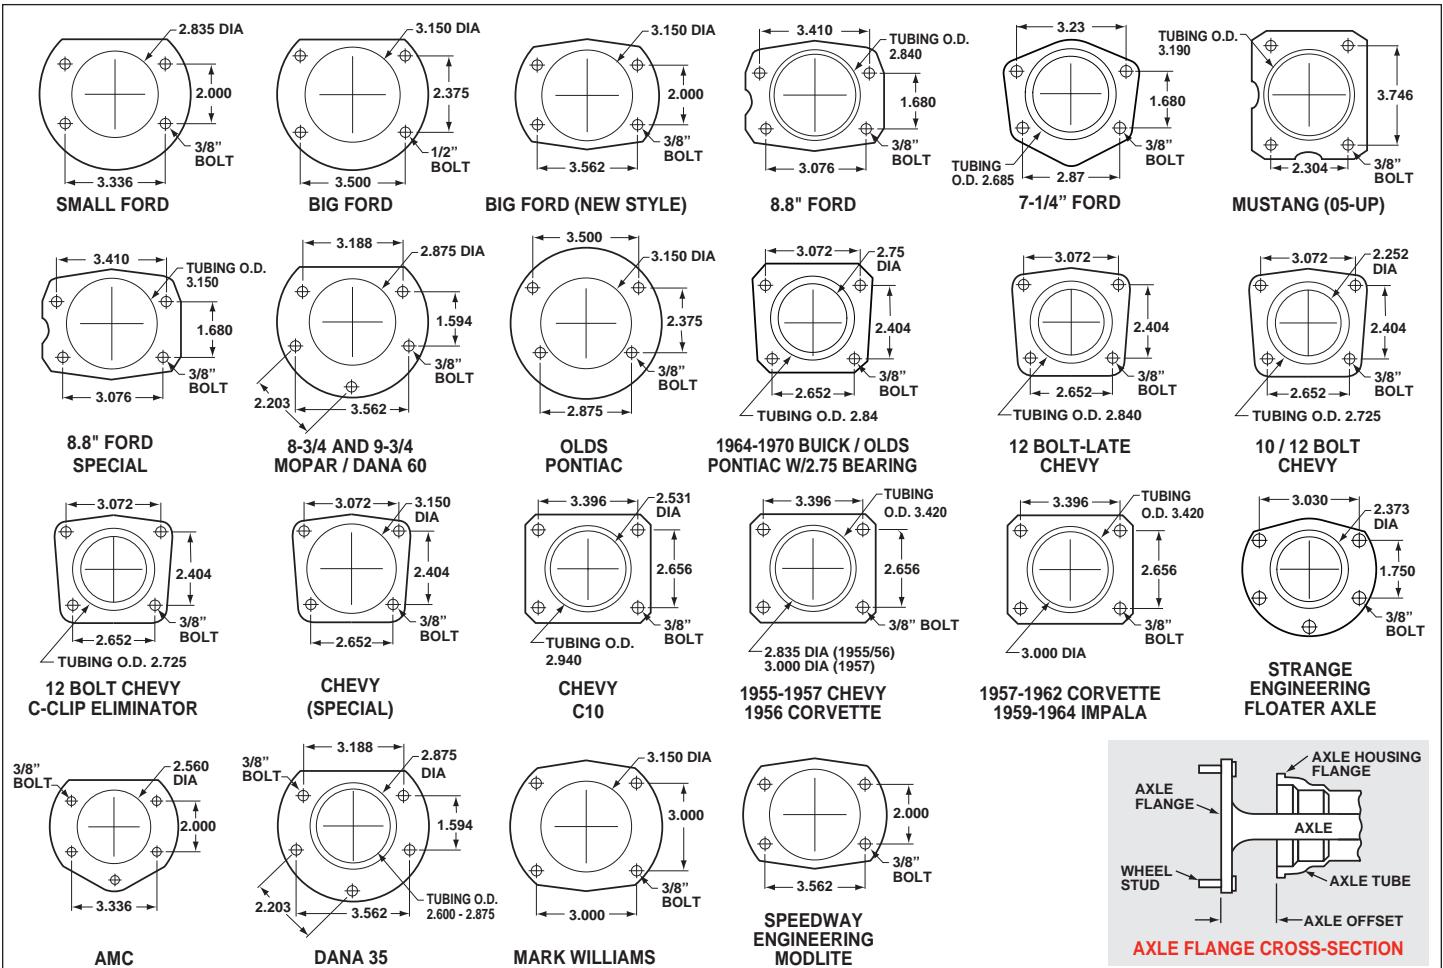 2.835 DIA
2.000
3/8”
BOLT
3.336
SMALL FORD
3.150 DIA
2.375
1/2”
BOLT
3.500
BIG FORD
3.150 DIA
2.000
3/8”
BOLT
3.562
BIG FORD (NEW STYLE)
3.410
TUBING O.D.
2.840
1.680
3/8”
BOLT
3.076
8.8" FORD
3.23
1.680
3/8”
BOLT
TUBING
O.D. 2.685
2.87
7-1/4” FORD
TUBING O.D.
3.190
3.746
2.304
3/8”
BOLT
MUSTANG (05-UP)
3.410
TUBING O.D.
3.150
1.680
3/8”
BOLT
3.076
8.8" FORD
SPECIAL
3.188
2.875 DIA
1.594
3/8”
BOLT
2.203
3.562
8-3/4 AND 9-3/4
MOPAR / DANA 60
3.500
3.150 DIA
2.375
3/8”
BOLT
2.875
OLDS
PONTIAC
3.072
2.75
DIA
2.404
3/8”
BOLT
2.652
TUBING O.D. 2.84
1964-1970 BUICK / OLDS
PONTIAC W/2.75 BEARING
3.072
2.404
3/8”
BOLT
2.652
TUBING O.D. 2.840
12 BOLT-LATE
CHEVY
3.072
2.252
DIA
2.404
3/8”
BOLT
2.652
TUBING O.D. 2.725
10 / 12 BOLT
CHEVY
3.072
2.404
3/8”
BOLT
2.652
TUBING O.D. 2.725
12 BOLT CHEVY
C-CLIP ELIMINATOR
3.072
3.150
DIA
2.404
3/8”
BOLT
2.652
CHEVY
(SPECIAL)
3.396
2.531
DIA
2.656
3/8”
BOLT
TUBING O.D.
2.940
CHEVY
C10
3.396
TUBING
O.D. 3.420
2.656
3/8” BOLT
2.835 DIA (1955/56)
3.000 DIA (1957)
1955-1957 CHEVY
1956 CORVETTE
3.396
TUBING
O.D. 3.420
2.656
3/8”
BOLT
3.000 DIA
1957-1962 CORVETTE
1959-1964 IMPALA
3.030
2.373
DIA
1.750
3/8”
BOLT
STRANGE
ENGINEERING
FLOATER AXLE
3/8”
BOLT
2.560
DIA
2.000
3.336
AMC
3/8”
BOLT
3.188
2.875
DIA
1.594
2.203
3.562
TUBING O.D.
2.600 - 2.875
DANA 35
3.150 DIA
3.000
3/8”
BOLT
3.000
MARK WILLIAMS
2.000
3/8”
BOLT
3.562
SPEEDWAY
ENGINEERING
MODLITE
AXLE HOUSING
FLANGE
AXLE
FLANGE
AXLE
WHEEL
STUD
AXLE TUBE
AXLE OFFSET
AXLE FLANGE CROSS-SECTION